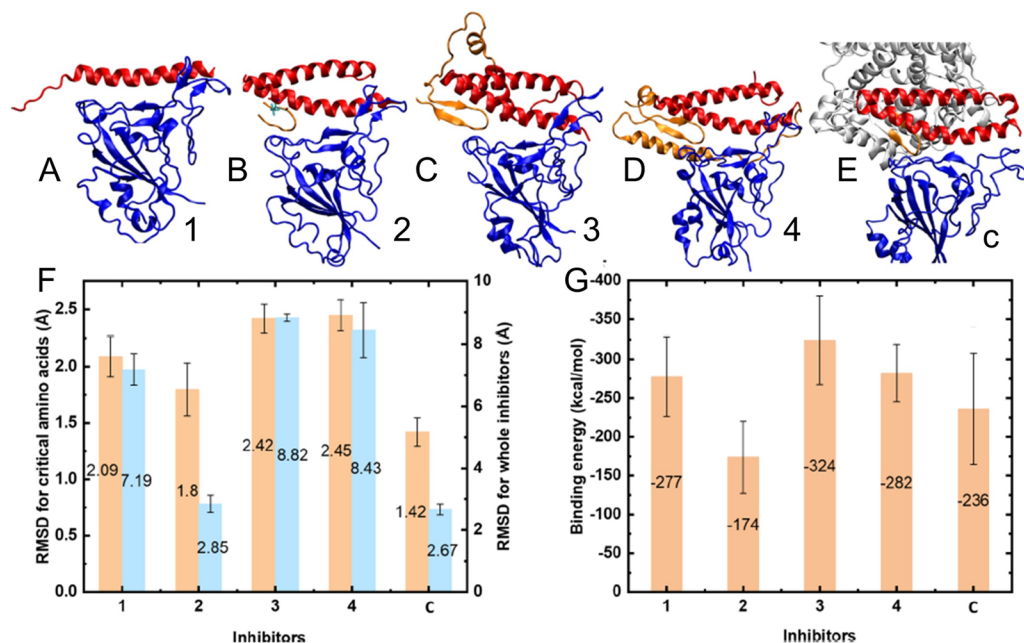 A
B
C
D
E
1
2
3
4
c
F
RMSD for critical amino acids (Å)
2.5
2.0
1.5
1.0
0.5
0.0
2.09
7.19
1.8
2.85
2.42
8.82
2.45
8.43
1.42
2.67
10
8
6
4
2
0
RMSD for whole inhibitors (Å)
1 2 3 4 C
Inhibitors
G
Binding energy (kcal/mol)
-400
-350
-300
-250
-200
-150
-100
-50
0
-277
-174
-324
-282
-236
1 2 3 4 C
Inhibitors